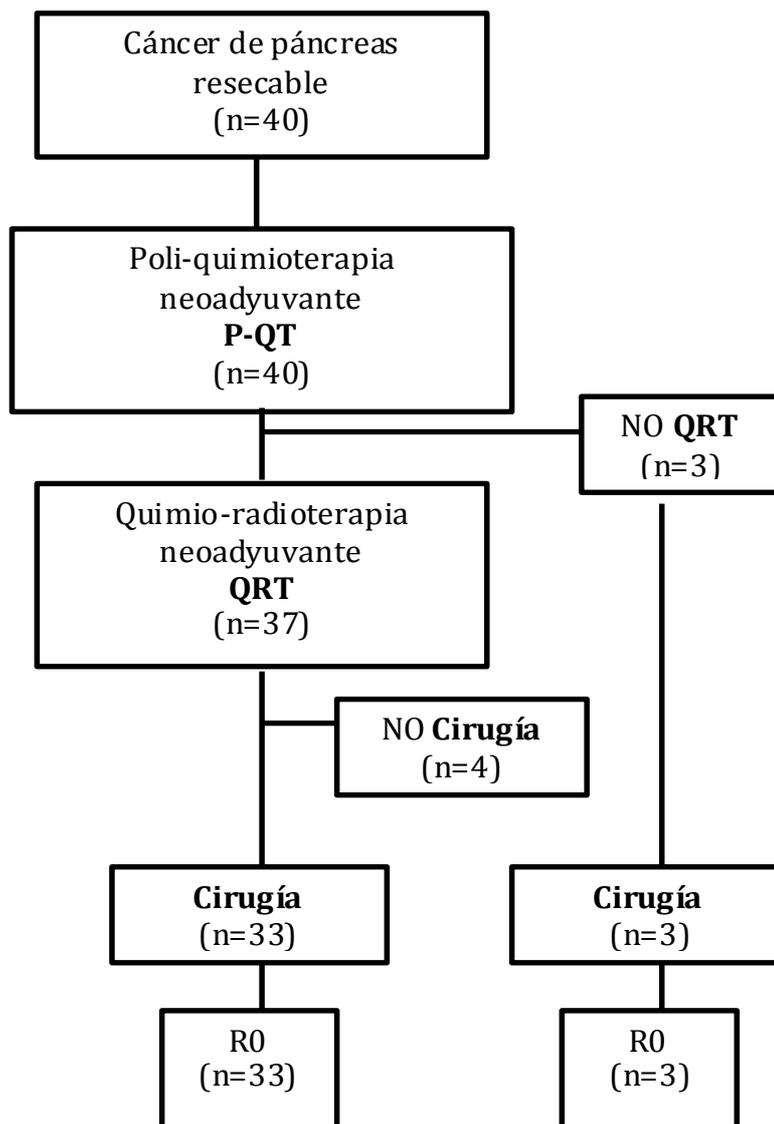 Cáncer de páncreas
resecable
(n=40)
Poli-quimioterapia
neoadyuvante
P-QT
(n=40)
NO QRT
(n=3)
Quimio-radioterapia
neoadyuvante
QRT
(n=37)
NO Cirugía
(n=4)
Cirugía
(n=33)
Cirugía
(n=3)
R0
(n=33)
R0
(n=3)